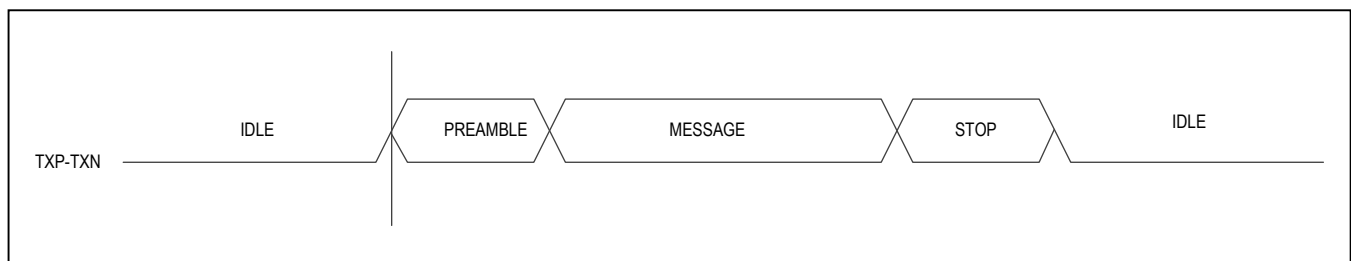 IDLE
PREAMBLE
MESSAGE
STOP
IDLE
TXP-TXN